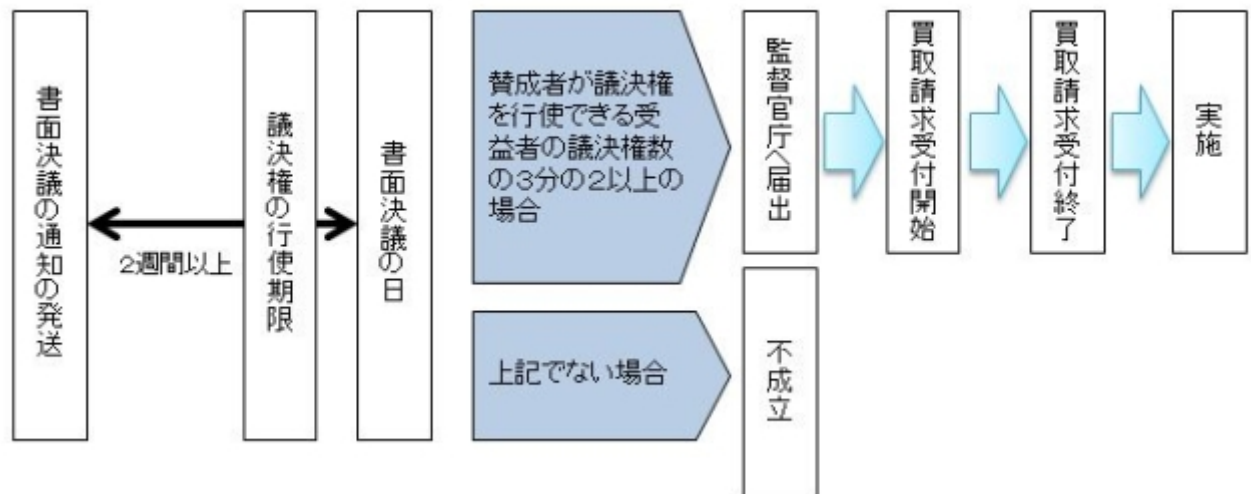 書面決議の通知の発送
2週間以上
議決権の行使期限
書面決議の日
賛成者が議決権
を行使できる受
益者の議決権数
の3分の2以上の
場合
監督官庁へ届出
買取請求受付開始
買取請求受付終了
実施
上記でない場合
不成立